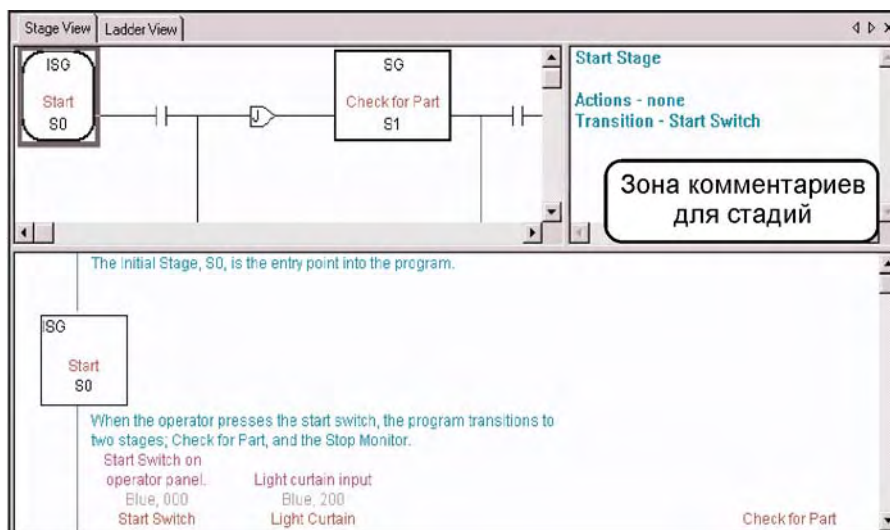 Stage View Ladder View
ISG
Start
S0
J
SG
Check for Part
S1
Start Stage
Actions - none
Transition - Start Switch
Зона комментариев
для стадий
The Initial Stage, S0, is the entry point into the program.
ISG
Start
S0
When the operator presses the start switch, the program transitions to
two stages; Check for Part, and the Stop Monitor.
Start Switch on
operator panel. Light curtain input
Blue, 000 Blue, 200
Start Switch Light Curtain Check for Part